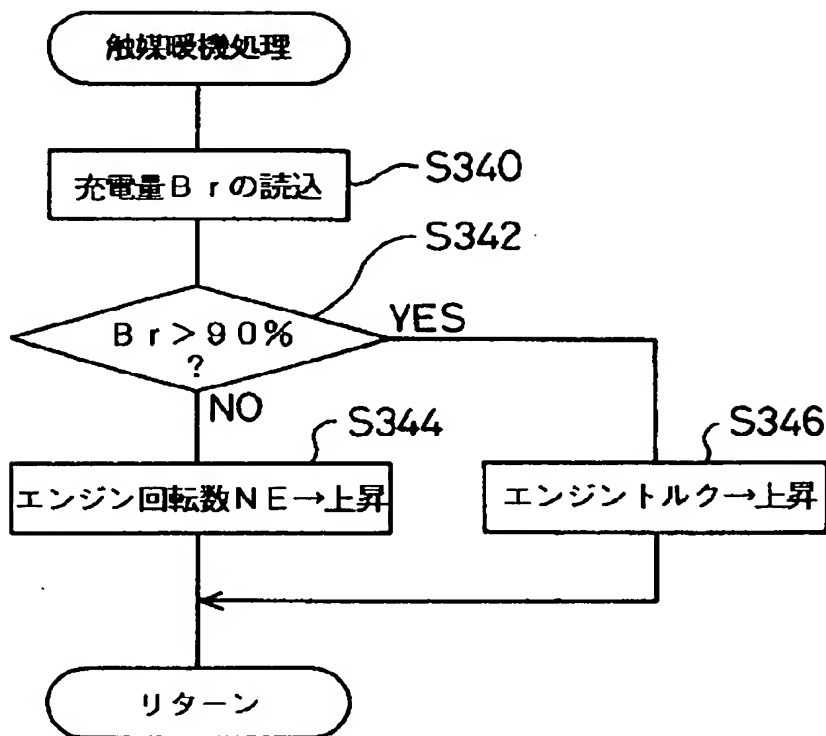 触媒暖機処理
充電量Ｂｒの読込
S340
S342
Ｂｒ＞９０％
？
YES
NO
S344
エンジン回転数ＮＥ→上昇
S346
エンジントルク→上昇
リターン